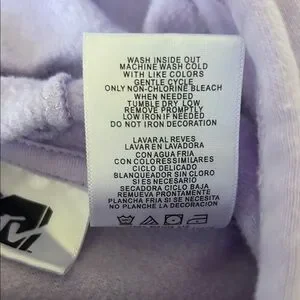 WASH INSIDE OUT
MACHINE WASH COLD
WITH LIKE COLORS
GENTLE CYCLE
ONLY NON-CHLORINE BLEACH
WHEN NEEDED
TUMBLE DRY LOW
REMOVE PROMPTLY
LOW IRON IF NEEDED
DO NOT IRON DECORATION
LAVAR AL REVES
LAVAR EN LAVADORA
CON AGUA FRIA
CON COLORES SIMILARES
CICLO DELICADO
BLANQUEADOR SIN CLORO
SI ES NECESARIO
SECADORA CICLO BAJA
REMUEVA PRONTAMENTE
PLANCHA FRIA SI SE NECESITA
NO PLANCHE LA DECORACION